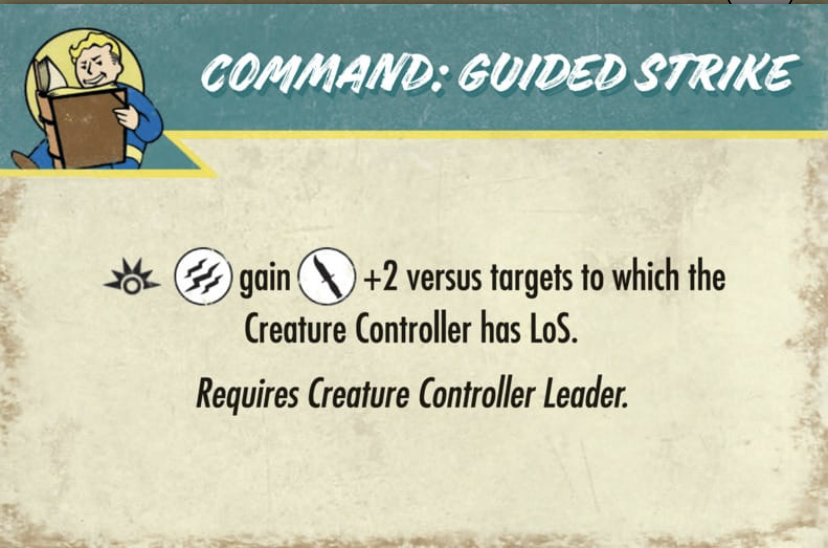 COMMAND: GUIDED STRIKE
gain +2 versus targets to which the
Creature Controller has LoS.
Requires Creature Controller Leader.